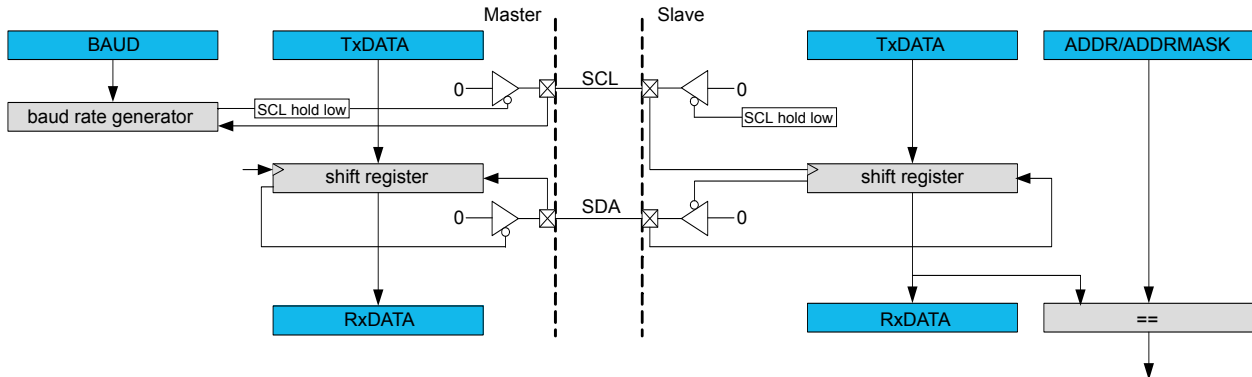 Master Slave
BAUD TxDATA TxDATA ADDR/ADDRMASK
SCL
0 0
baud rate generator SCL hold low SCL hold low
shift register shift register
SDA
0 0
RxDATA RxDATA ==